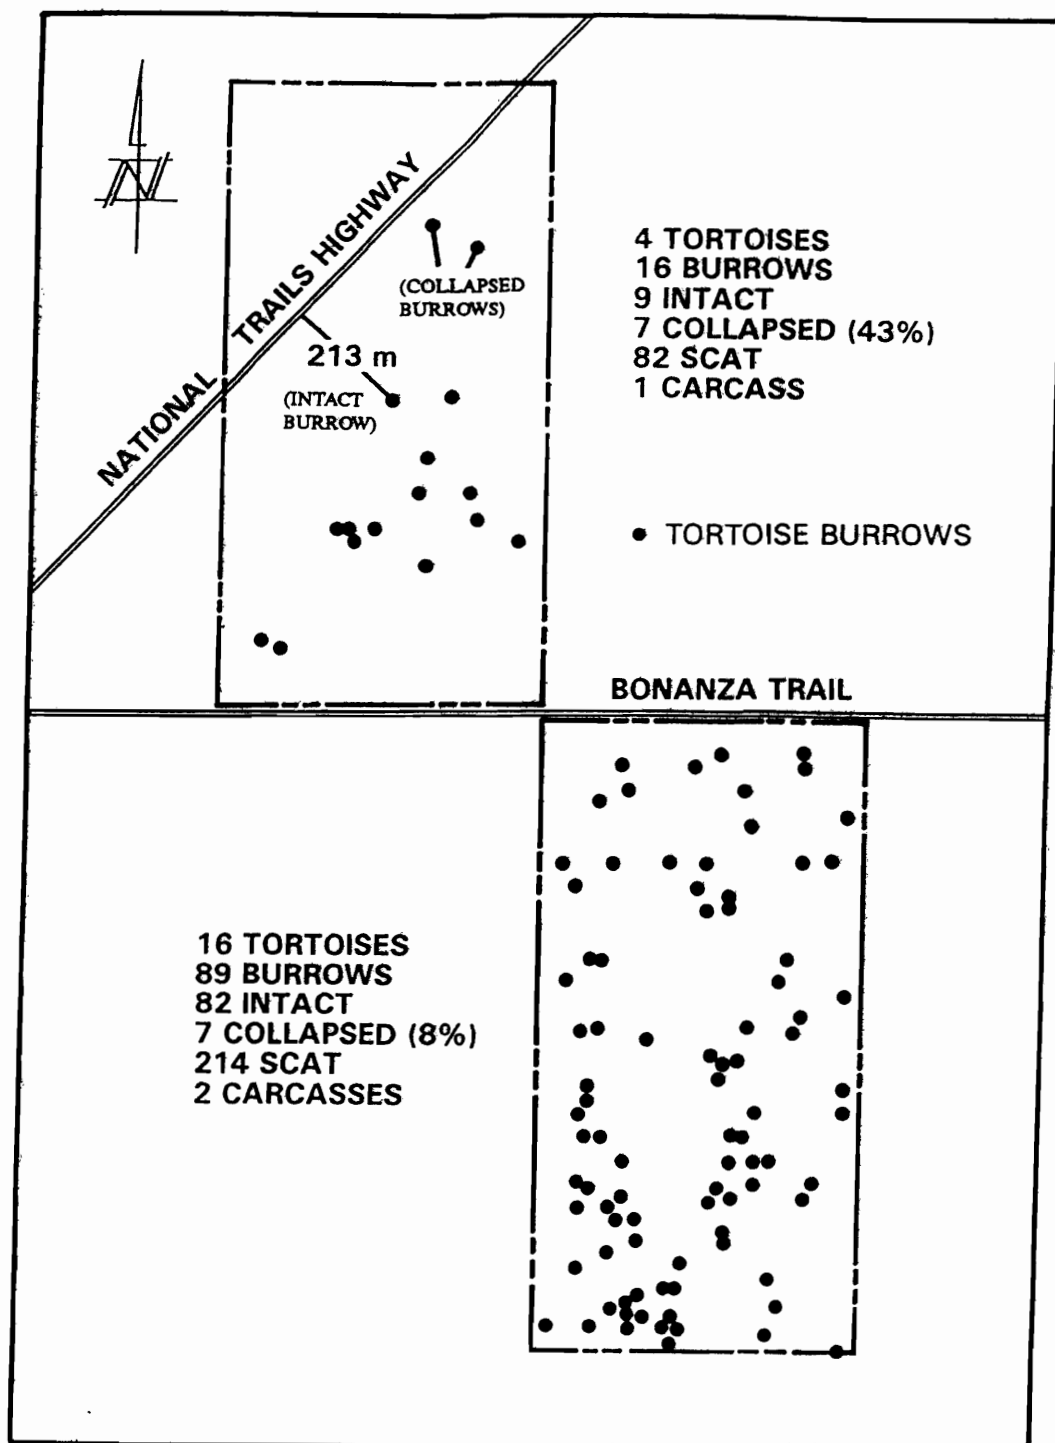 N
NATIONAL TRAILS HIGHWAY
(COLLAPSED
BURROWS)
213 m
(INTACT
BURROW)
4 TORTOISES
16 BURROWS
9 INTACT
7 COLLAPSED (43%)
82 SCAT
1 CARCASS
TORTOISE BURROWS
BONANZA TRAIL
16 TORTOISES
89 BURROWS
82 INTACT
7 COLLAPSED (8%)
214 SCAT
2 CARCASSES